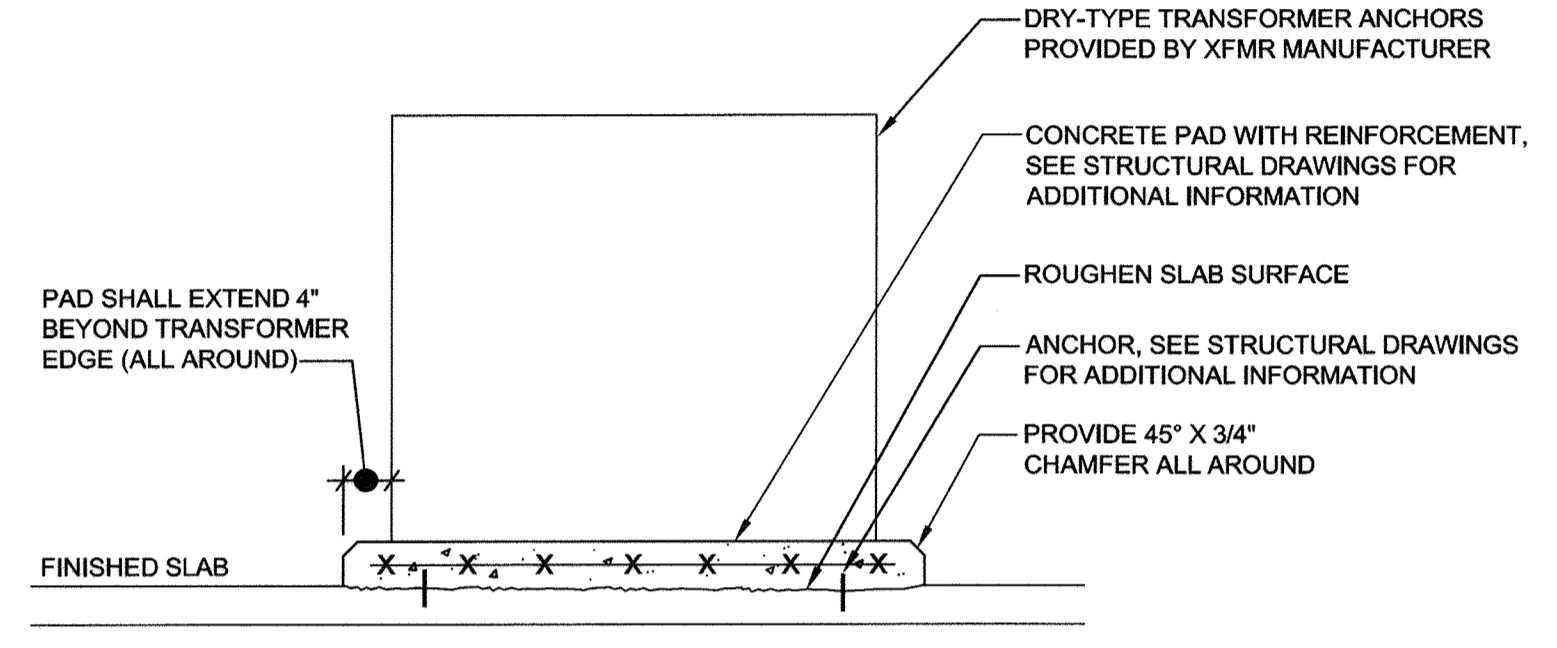 DRY-TYPE TRANSFORMER ANCHORS
PROVIDED BY XFMR MANUFACTURER
CONCRETE PAD WITH REINFORCEMENT,
SEE STRUCTURAL DRAWINGS FOR
ADDITIONAL INFORMATION
ROUGHEN SLAB SURFACE
PAD SHALL EXTEND 4"
BEYOND TRANSFORMER
EDGE (ALL AROUND)
ANCHOR, SEE STRUCTURAL DRAWINGS
FOR ADDITIONAL INFORMATION
PROVIDE 45° X 3/4"
CHAMFER ALL AROUND
FINISHED SLAB